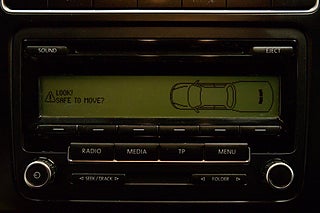 SOUND
EJECT
LOOK!
SAFE TO MOVE?
RADIO
MEDIA
TP
MENU
SEEK/TRACK
FOLDER